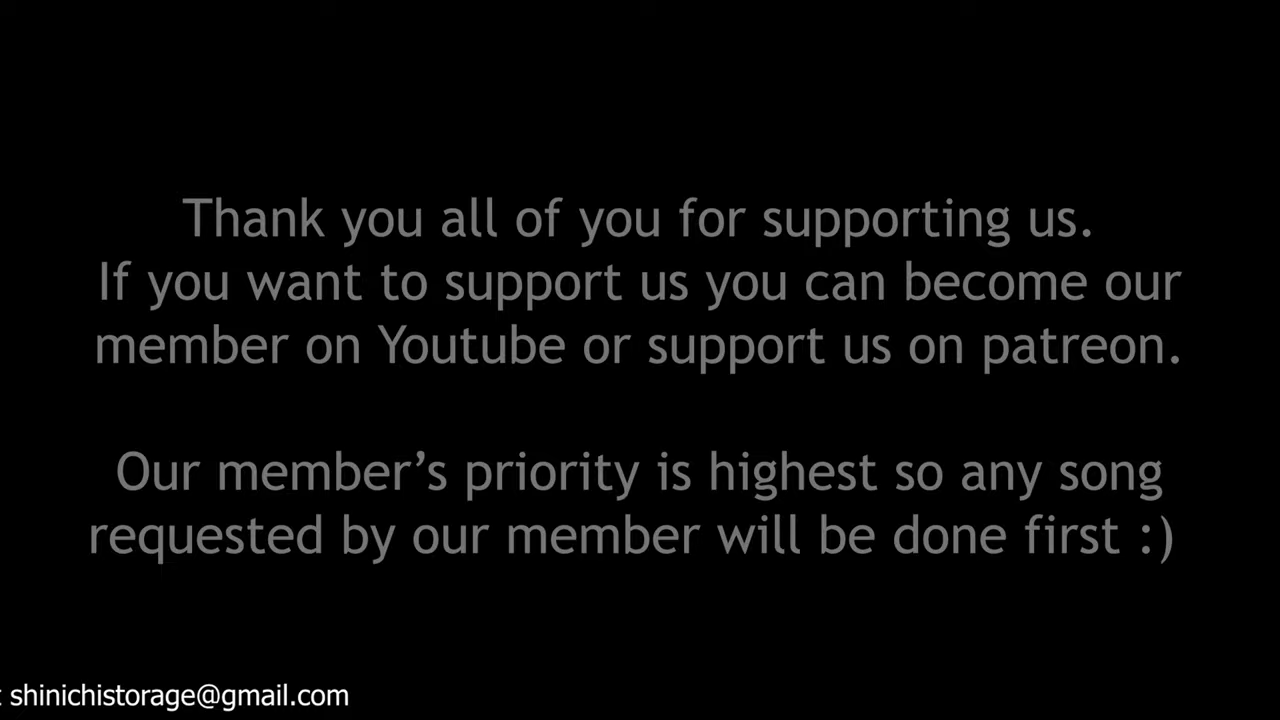 Thank you all of you for supporting us.
If you want to support us you can become our
member on Youtube or support us on patreon.
Our member’s priority is highest so any song
requested by our member will be done first :)
: shinichistorage@gmail.com